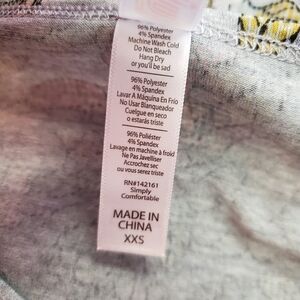 96% Polyester
4% Spandex
Machine Wash Cold
Do Not Bleach
Hang Dry
or you'll be sad
96% Polyester
4% Spandex
Lavar A Máquina En Frío
No Usar Blanqueador
Cuelgue en seco
o estarás triste
96% Poliéster
4% Spandex
Lavage en machine à froid
Ne Pas Javelliser
Accrochez sec
ou vous serez triste
RN#142161
Simply
Comfortable
MADE IN
CHINA
XXS